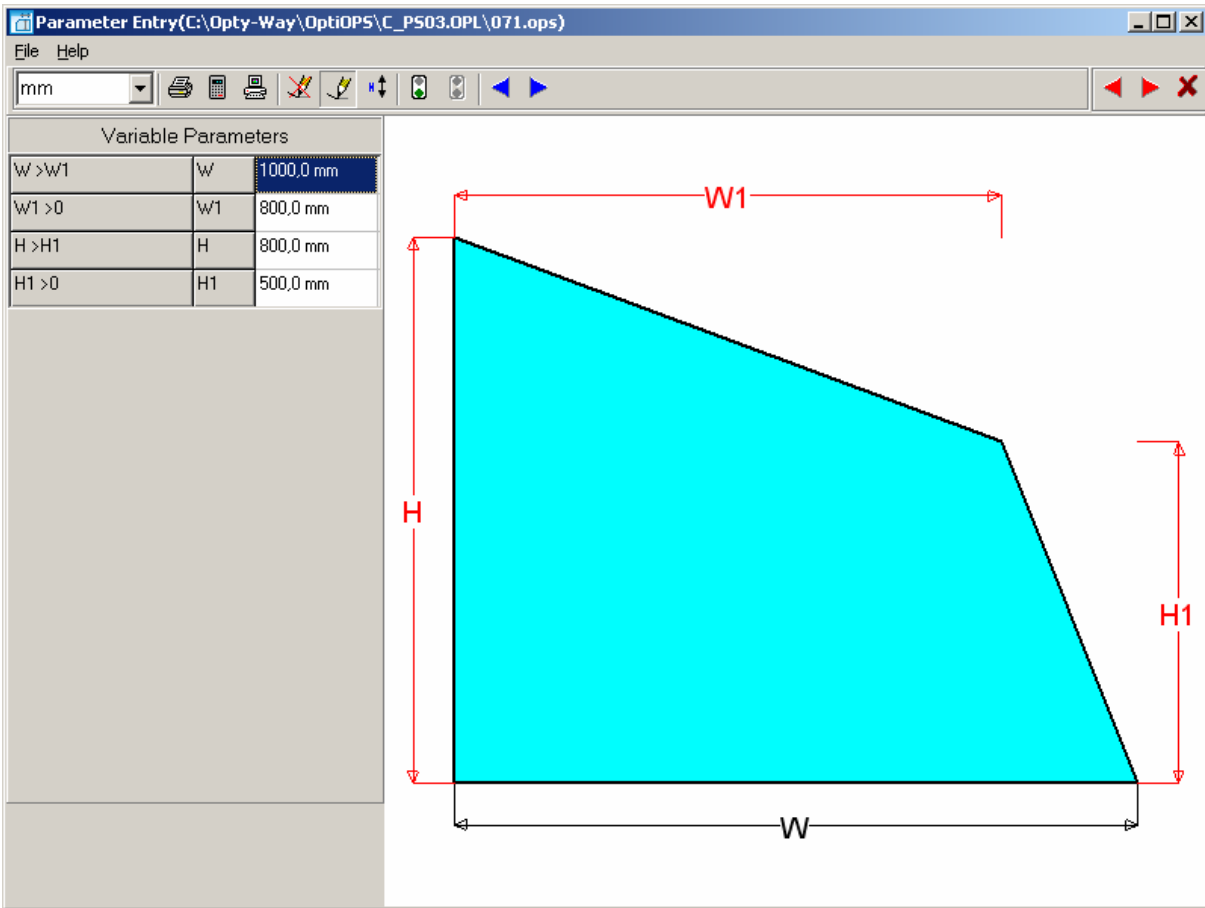 Parameter Entry(C:\Opty-Way\OptiOPS\C_PS03.OPL\071.ops)
File Help
mm
H
Variable Parameters
W >W1 W 1000,0 mm
W1 >0 W1 800,0 mm
H >H1 H 800,0 mm
H1 >0 H1 500,0 mm
W1
H
H1
W